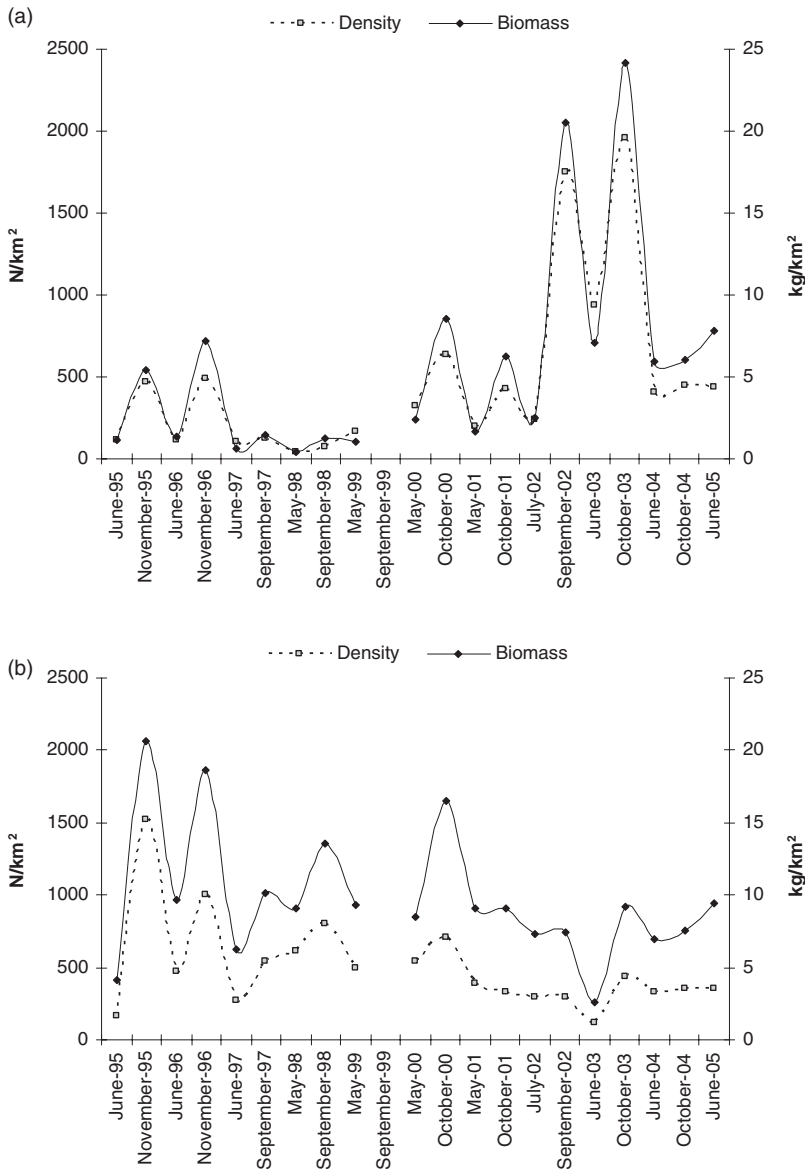 (a)
Density
Biomass
2500
2000
1500
1000
500
0
N/km²
25
20
15
10
5
0
kg/km²
June-95
November-95
June-96
November-96
June-97
September-97
May-98
September-98
May-99
September-99
May-00
October-00
May-01
October-01
July-02
September-02
June-03
October-03
June-04
October-04
June-05
(b)
Density
Biomass
2500
2000
1500
1000
500
0
N/km²
25
20
15
10
5
0
kg/km²
June-95
November-95
June-96
November-96
June-97
September-97
May-98
September-98
May-99
September-99
May-00
October-00
May-01
October-01
July-02
September-02
June-03
October-03
June-04
October-04
June-05